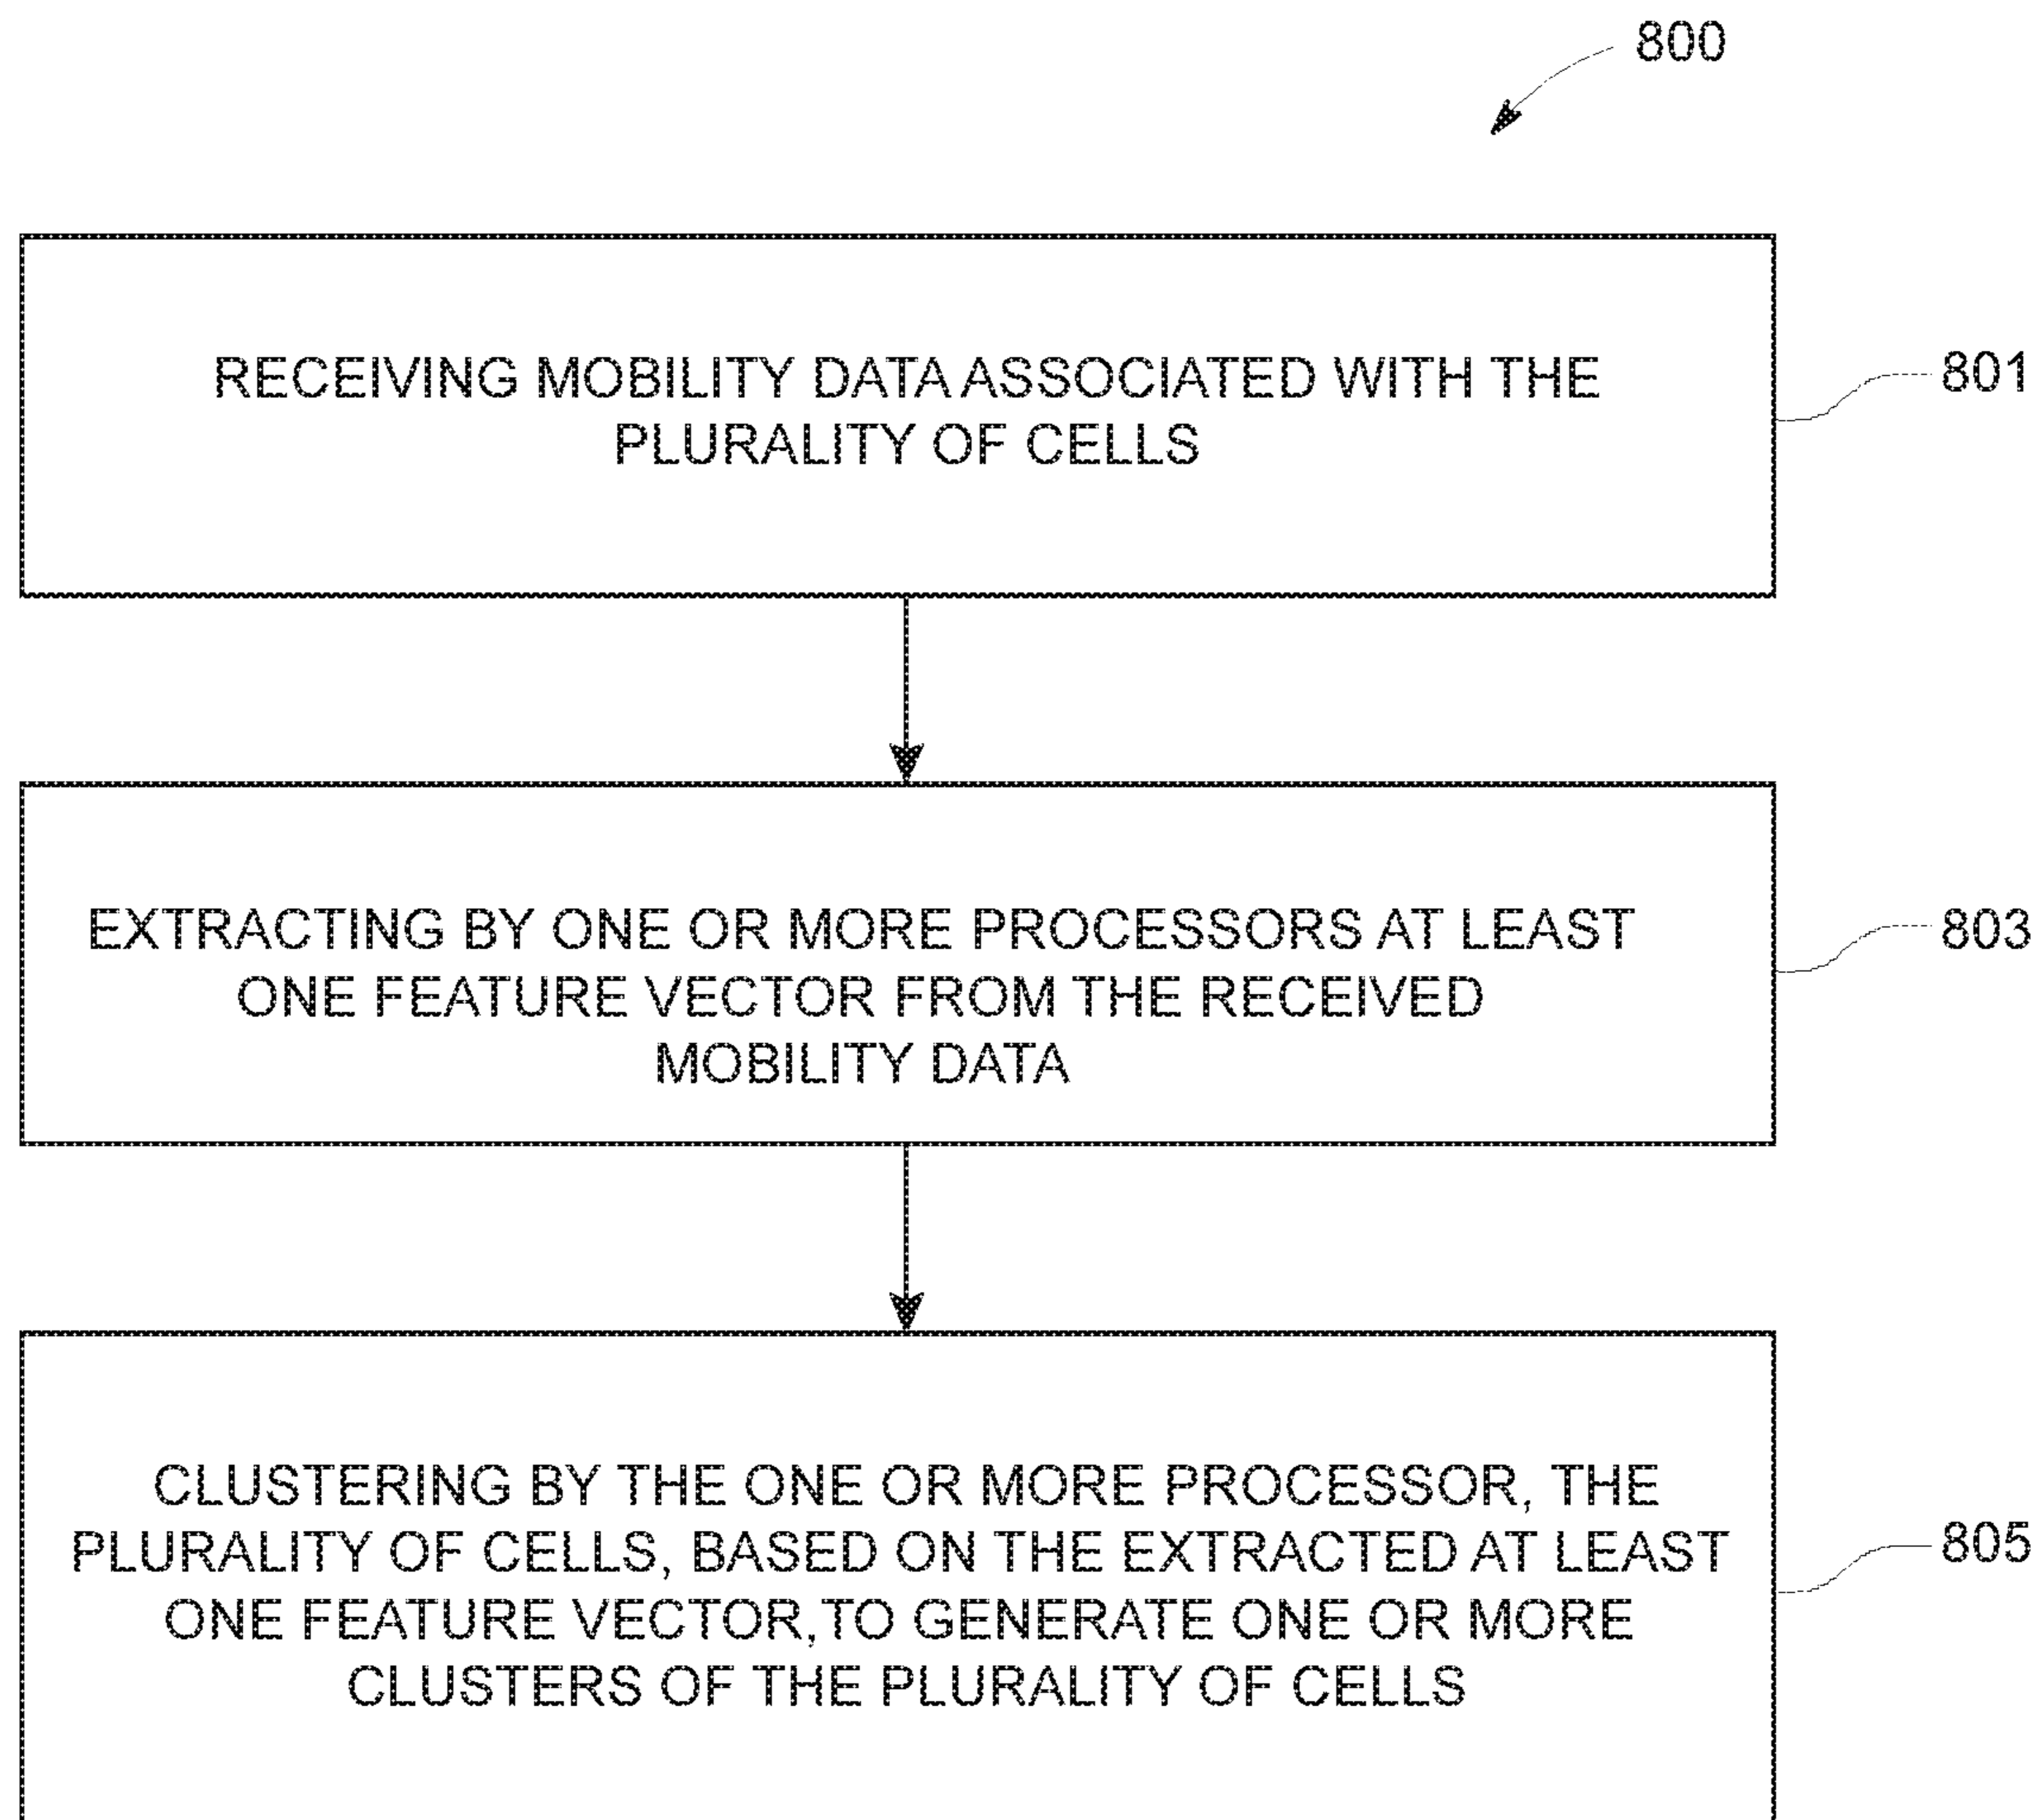 800
RECEIVING MOBILITY DATA ASSOCIATED WITH THE
PLURALITY OF CELLS
801
EXTRACTING BY ONE OR MORE PROCESSORS AT LEAST
ONE FEATURE VECTOR FROM THE RECEIVED
MOBILITY DATA
803
CLUSTERING BY THE ONE OR MORE PROCESSOR, THE
PLURALITY OF CELLS, BASED ON THE EXTRACTED AT LEAST
ONE FEATURE VECTOR, TO GENERATE ONE OR MORE
CLUSTERS OF THE PLURALITY OF CELLS
805